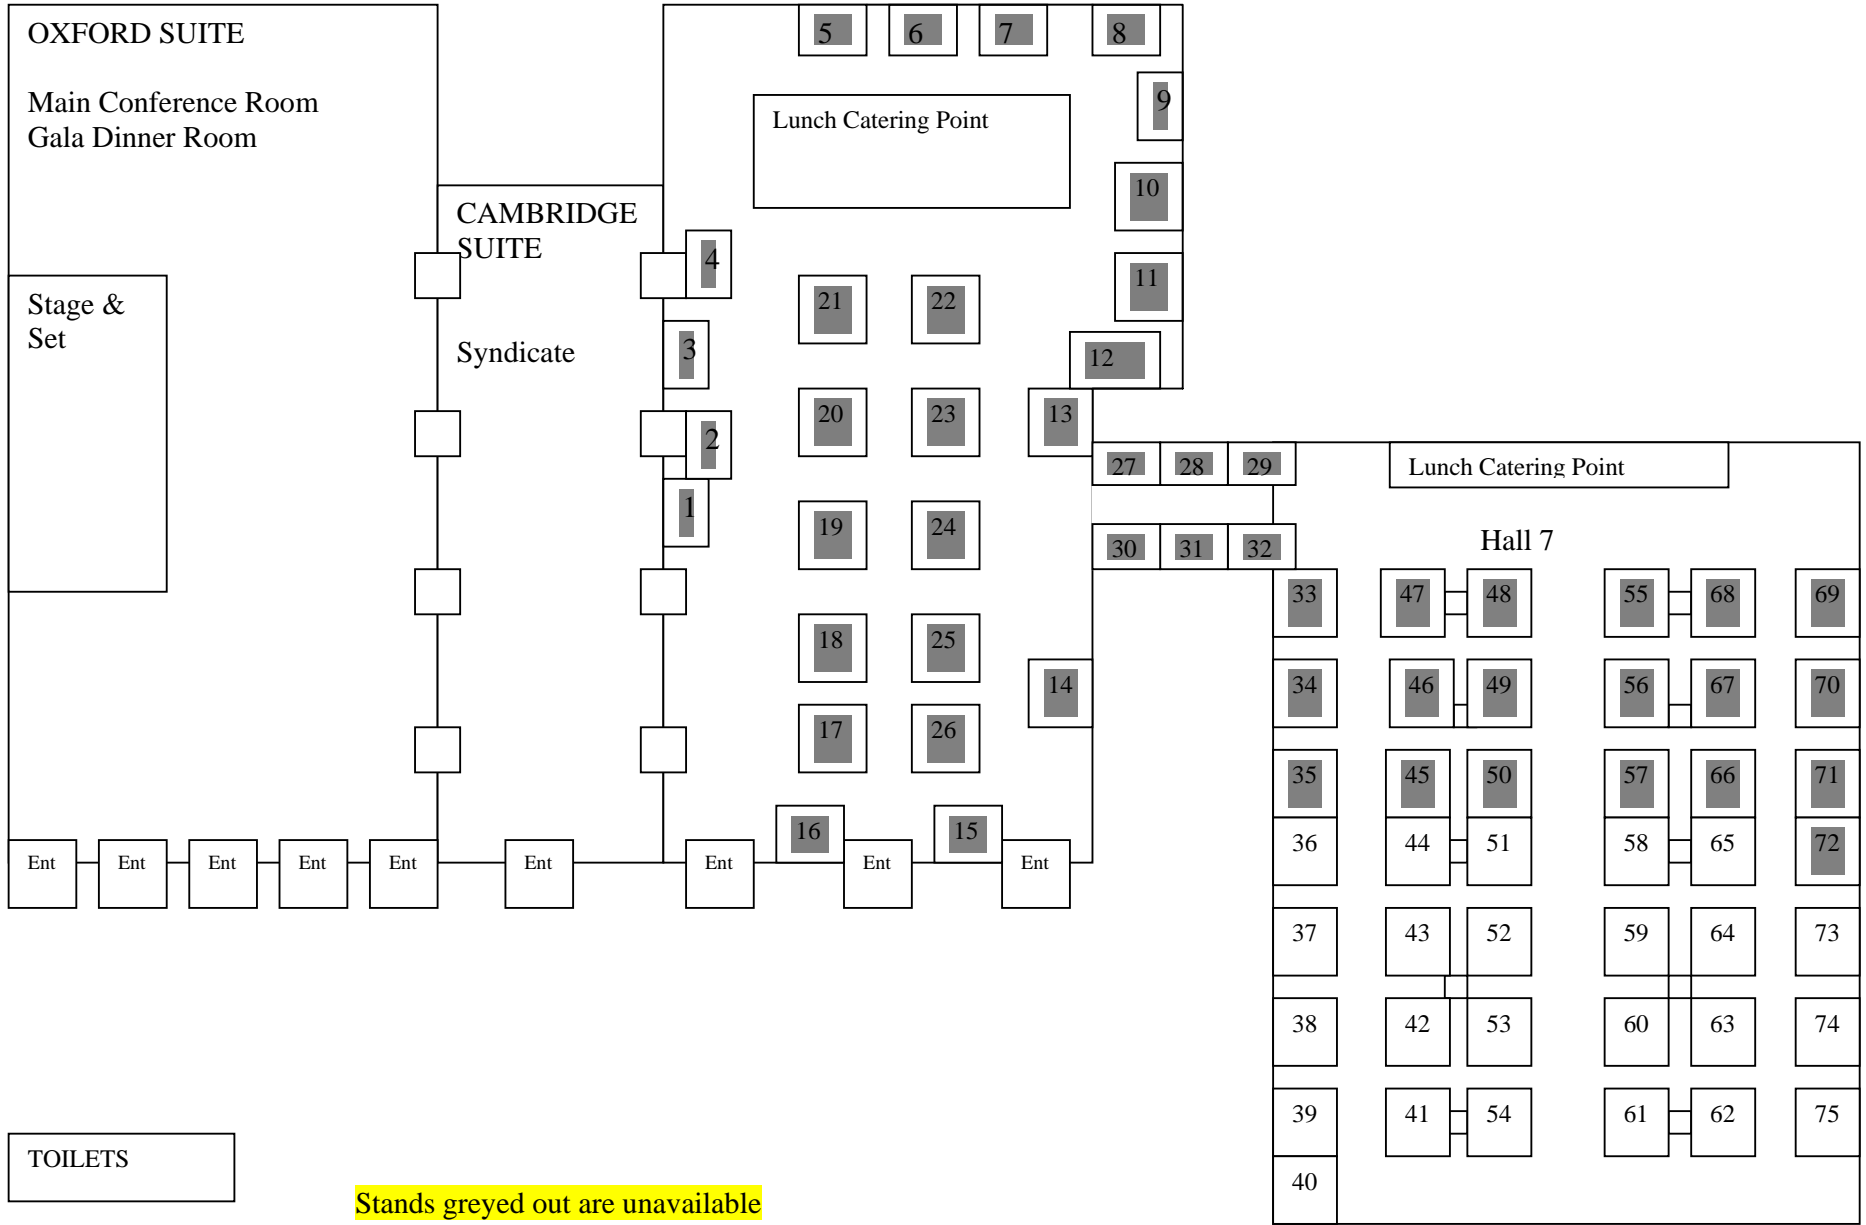 OXFORD SUITE
Main Conference Room
Gala Dinner Room
Stage &
Set
CAMBRIDGE
SUITE
Syndicate
5 6 7 8
Lunch Catering Point
9
10
4
11
21 22
3
12
20 23 13
2
1
19 24
18 25
14
17 26
16 15
Ent Ent Ent Ent Ent Ent Ent Ent Ent
27 28 29
Lunch Catering Point
30 31 32
Hall 7
33 47 48 55 68 69
34 46 49 56 67 70
35 45 50 57 66 71
36 44 51 58 65 72
37 43 52 59 64 73
38 42 53 60 63 74
39 41 54 61 62 75
40
TOILETS
Stands greyed out are unavailable